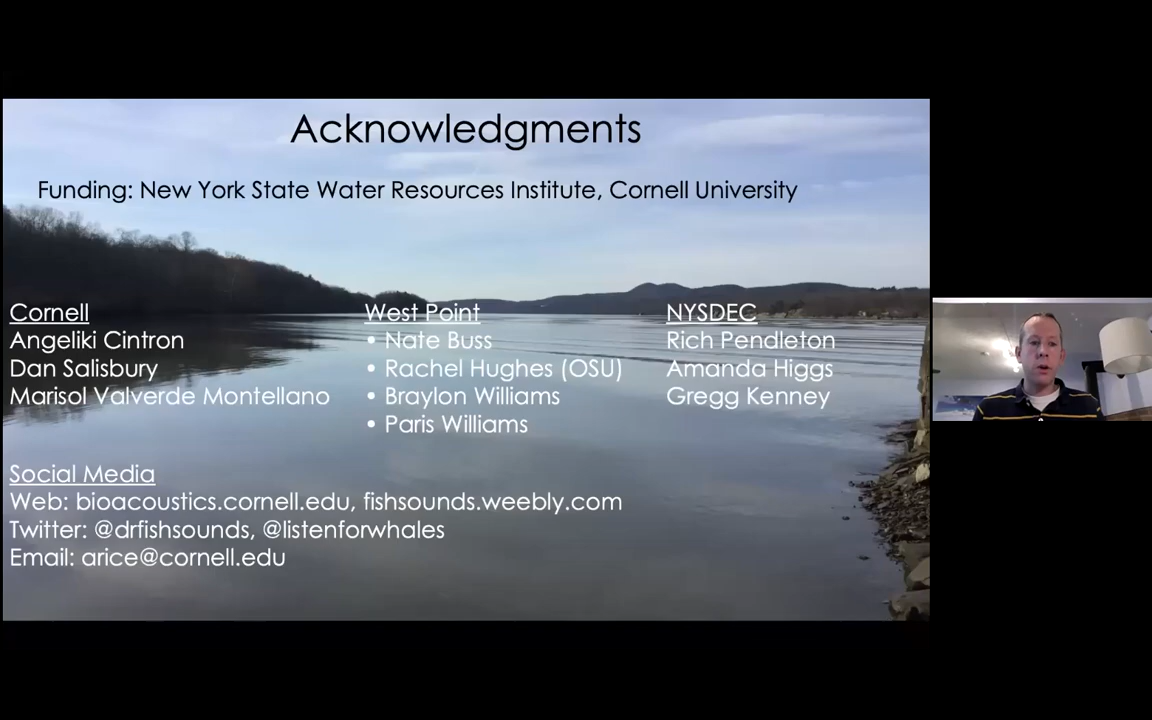 Acknowledgments
Funding: New York State Water Resources Institute, Cornell University
Cornell
Angeliki Cintron
Dan Salisbury
Marisol Valverde Montellano
West Point
• Nate Buss
• Rachel Hughes (OSU)
• Braylon Williams
• Paris Williams
NYSDEC
Rich Pendleton
Amanda Higgs
Gregg Kenney
Social Media
Web: bioacoustics.cornell.edu, fishsounds.weebly.com
Twitter: @drfishsounds, @listenforwhales
Email: arice@cornell.edu